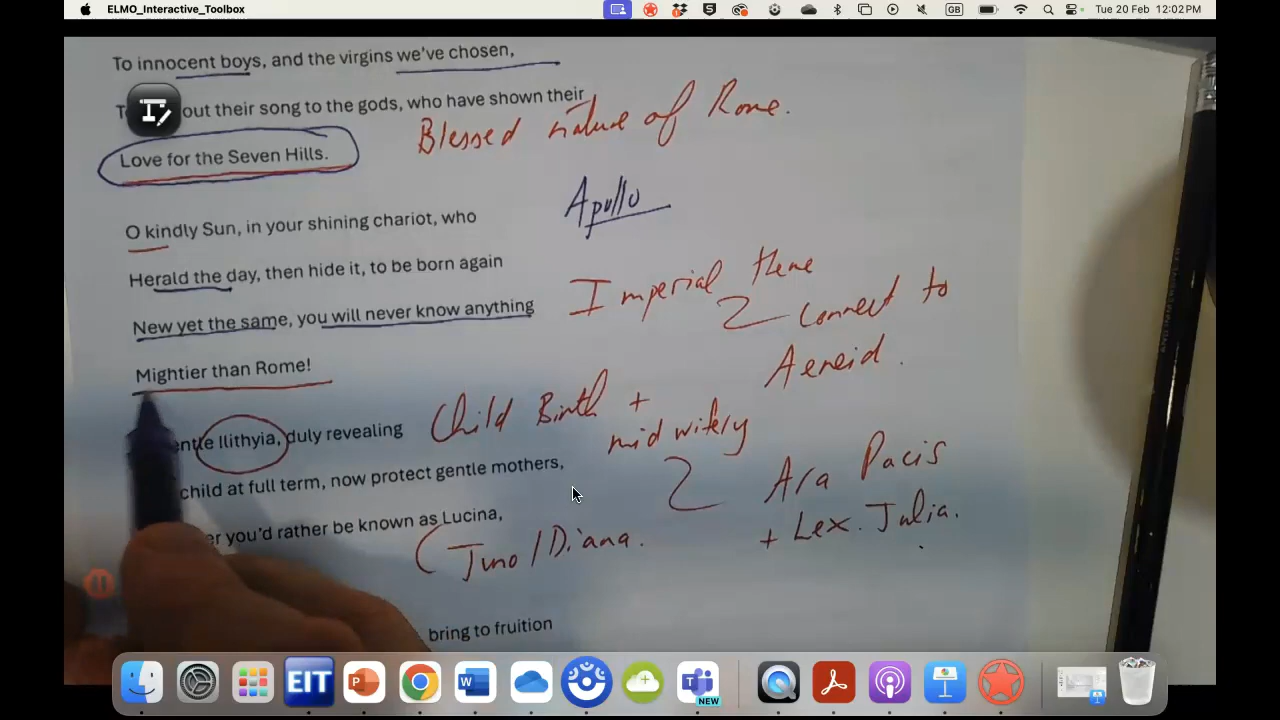 ELMO_Interactive_Toolbox
GB
Tue 20 Feb 12:02 PM
To innocent boys, and the virgins we've chosen,
out their song to the gods, who have shown their
Love for the Seven Hills.
Blessed nature of Rome.
O kindly Sun, in your shining chariot, who
Apollo
Herald the day, then hide it, to be born again
New yet the same, you will never know anything
Mightier than Rome!
Imperial theme
connect to
Aeneid.
llithyia, duly revealing
Child Birth +
midwifery
child at full term, now protect gentle mothers,
Ara Pacis
+ Lex. Julia.
you'd rather be known as Lucina,
Juno/Diana.
bring to fruition
EIT
NEW